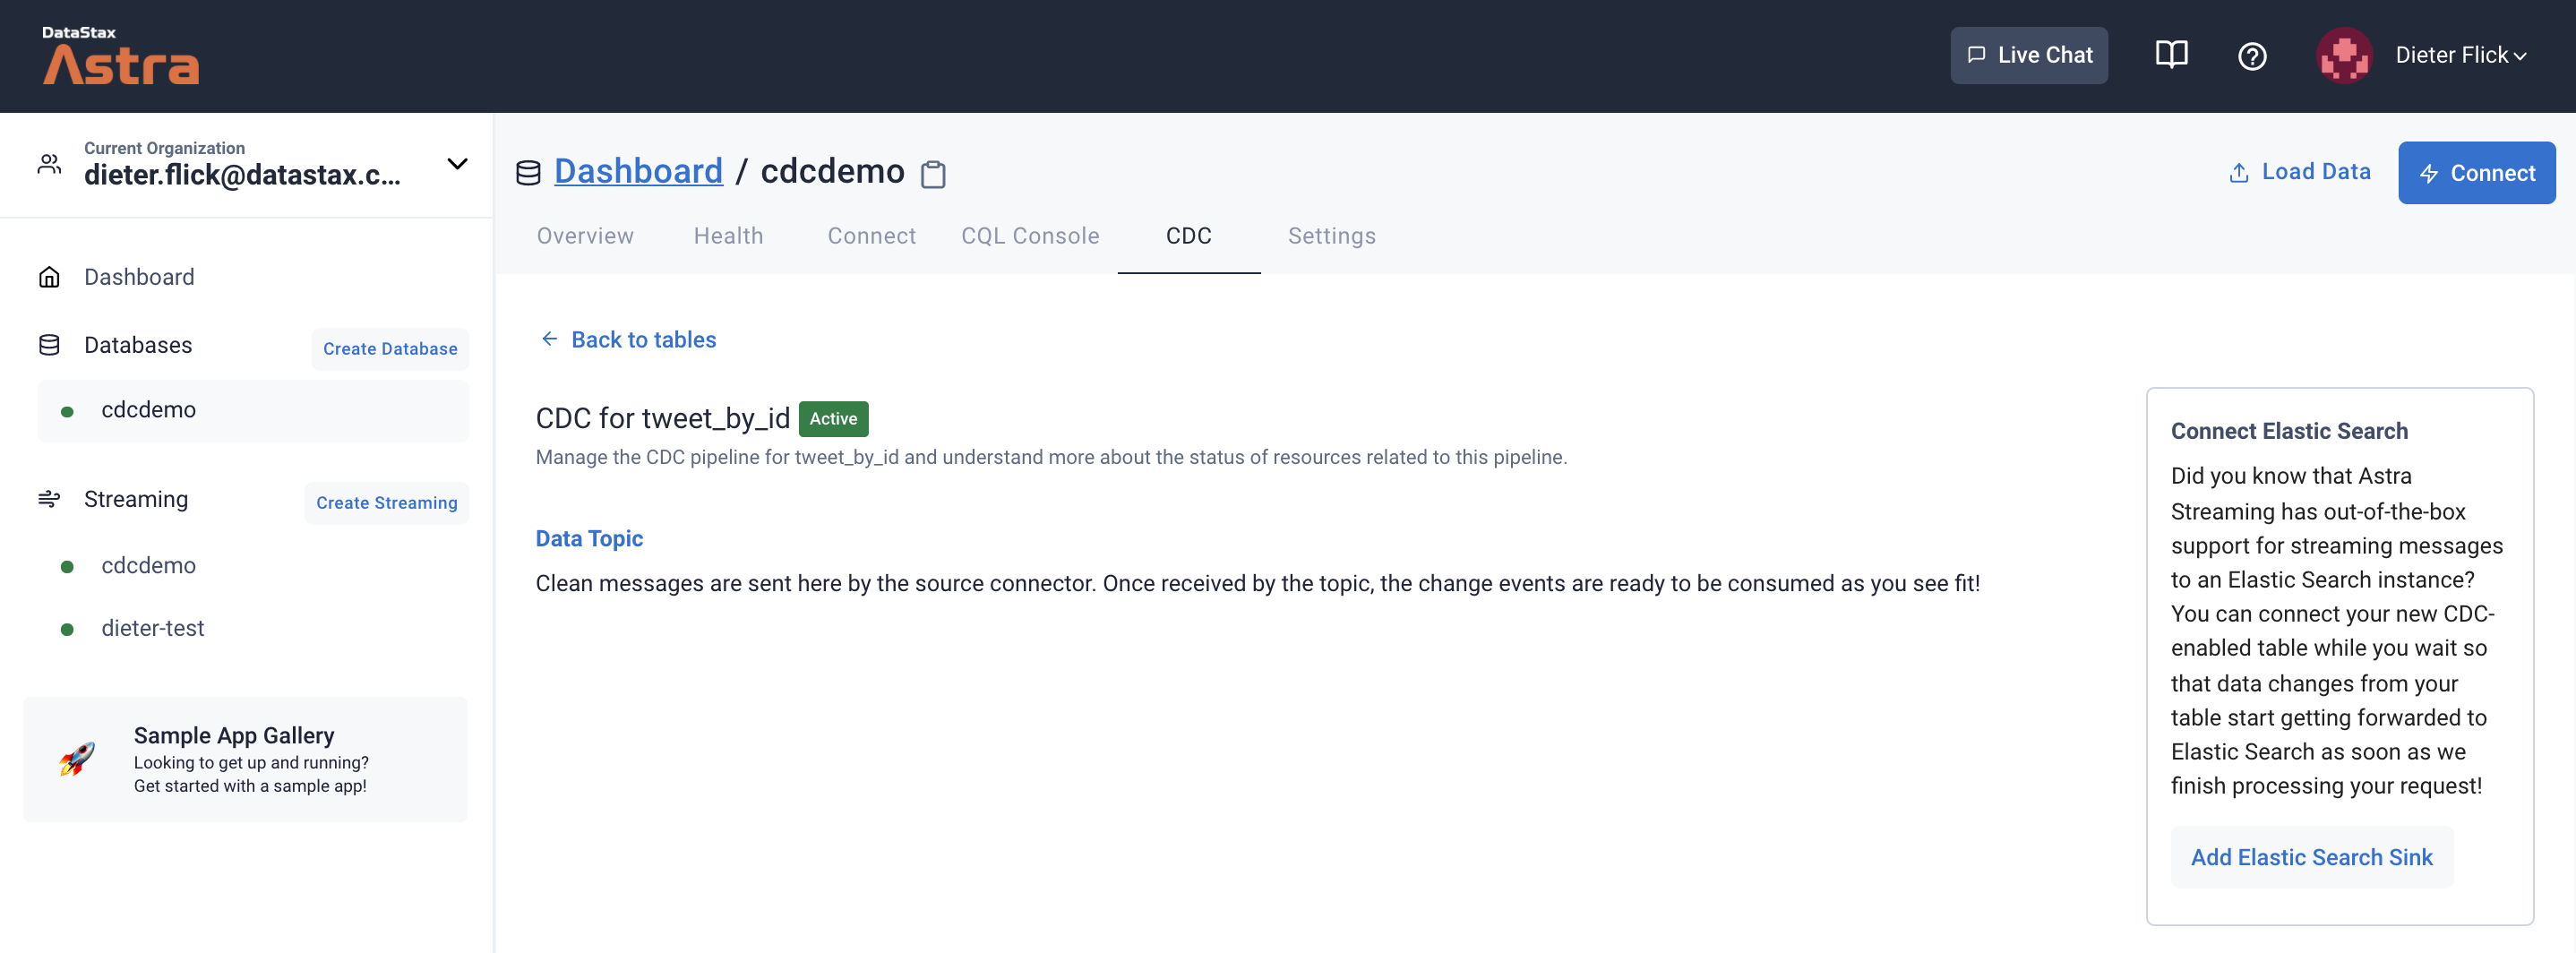 DataStax
Astra
Live Chat
Dieter Flick
Current Organization
dieter.flick@datastax.c...
Dashboard
Databases
Create Database
cdcdemo
Streaming
Create Streaming
cdcdemo
dieter-test
Sample App Gallery
Looking to get up and running?
Get started with a sample app!
Dashboard / cdcdemo
Load Data
Connect
Overview
Health
Connect
CQL Console
CDC
Settings
Back to tables
CDC for tweet_by_id
Active
Manage the CDC pipeline for tweet_by_id and understand more about the status of resources related to this pipeline.
Data Topic
Clean messages are sent here by the source connector. Once received by the topic, the change events are ready to be consumed as you see fit!
Connect Elastic Search
Did you know that Astra
Streaming has out-of-the-box
support for streaming messages
to an Elastic Search instance?
You can connect your new CDC-
enabled table while you wait so
that data changes from your
table start getting forwarded to
Elastic Search as soon as we
finish processing your request!
Add Elastic Search Sink